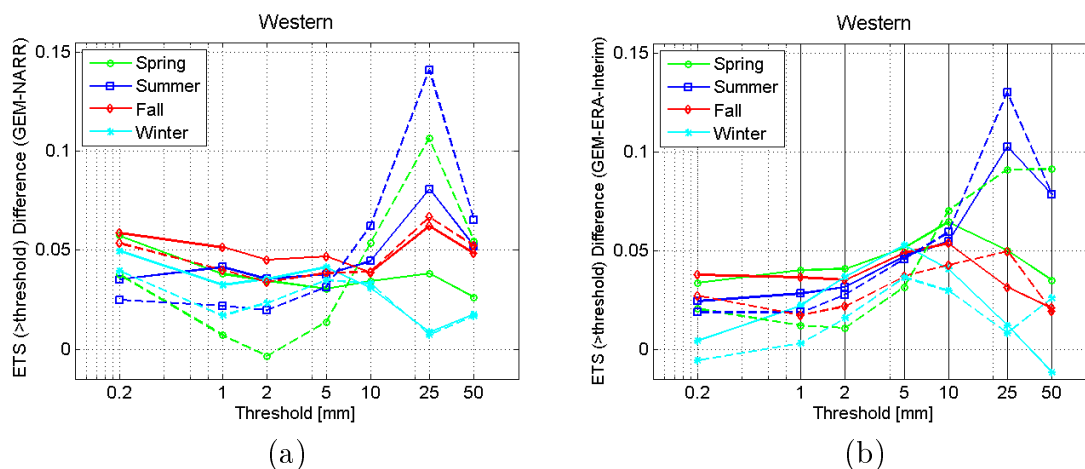 Western
ETS (>threshold) Difference (GEM-NARR)
0.15
0.1
0.05
0
Spring
Summer
Fall
Winter
0.2 1 2 5 10 25 50
Threshold [mm]
(a)
Western
ETS (>threshold) Difference (GEM-ERA-Interim)
0.15
0.1
0.05
0
Spring
Summer
Fall
Winter
0.2 1 2 5 10 25 50
Threshold [mm]
(b)